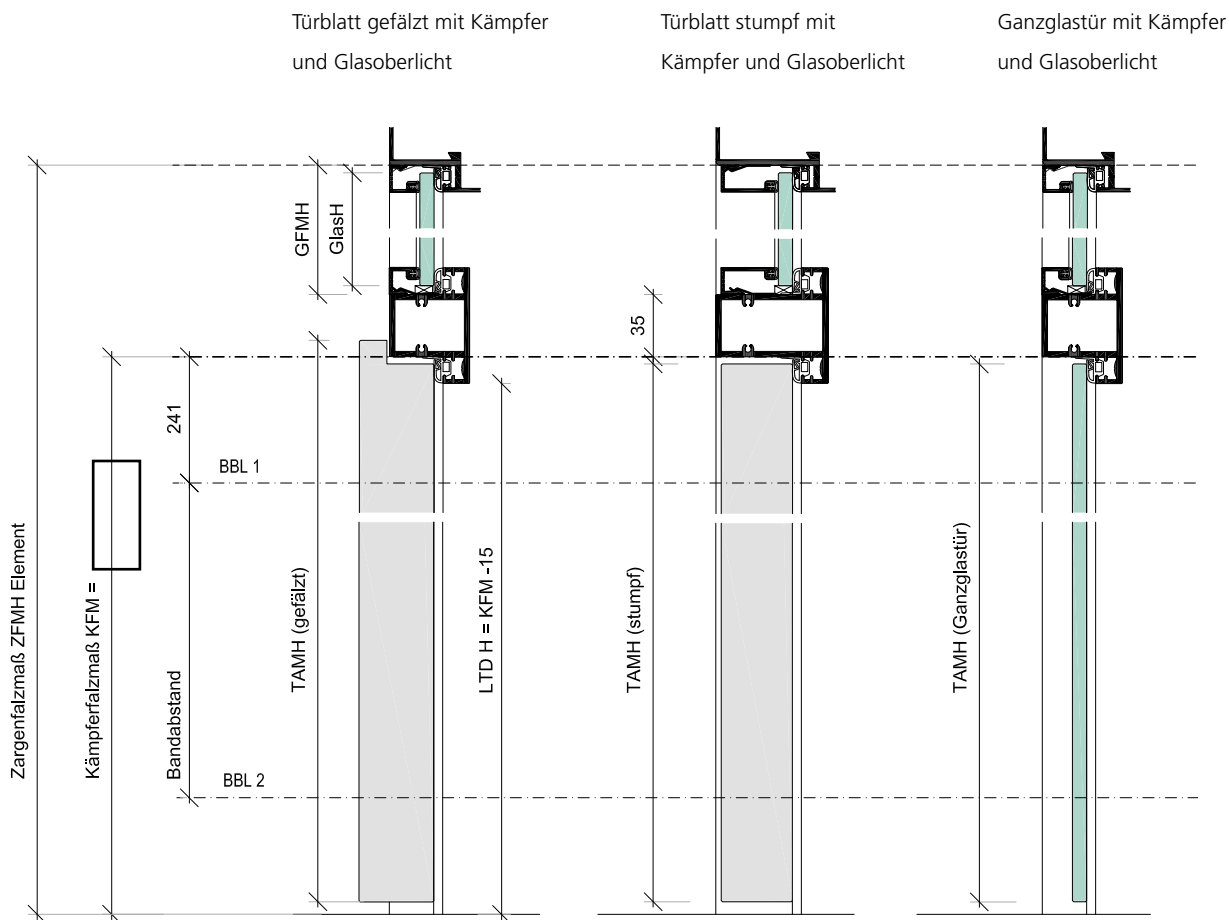 Türblatt gefälzt mit Kämpfer
und Glasoberlicht
Türblatt stumpf mit
Kämpfer und Glasoberlicht
Ganzglastür mit Kämpfer
und Glasoberlicht
GFMH
GlasH
35
241
BBL 1
BBL 2
Zargenfalzmaß ZFMH Element
Kämpferfalzmaß KFM =
Bandabstand
TAMH (gefälzt)
LTD H = KFM -15
TAMH (stumpf)
TAMH (Ganzglastür)